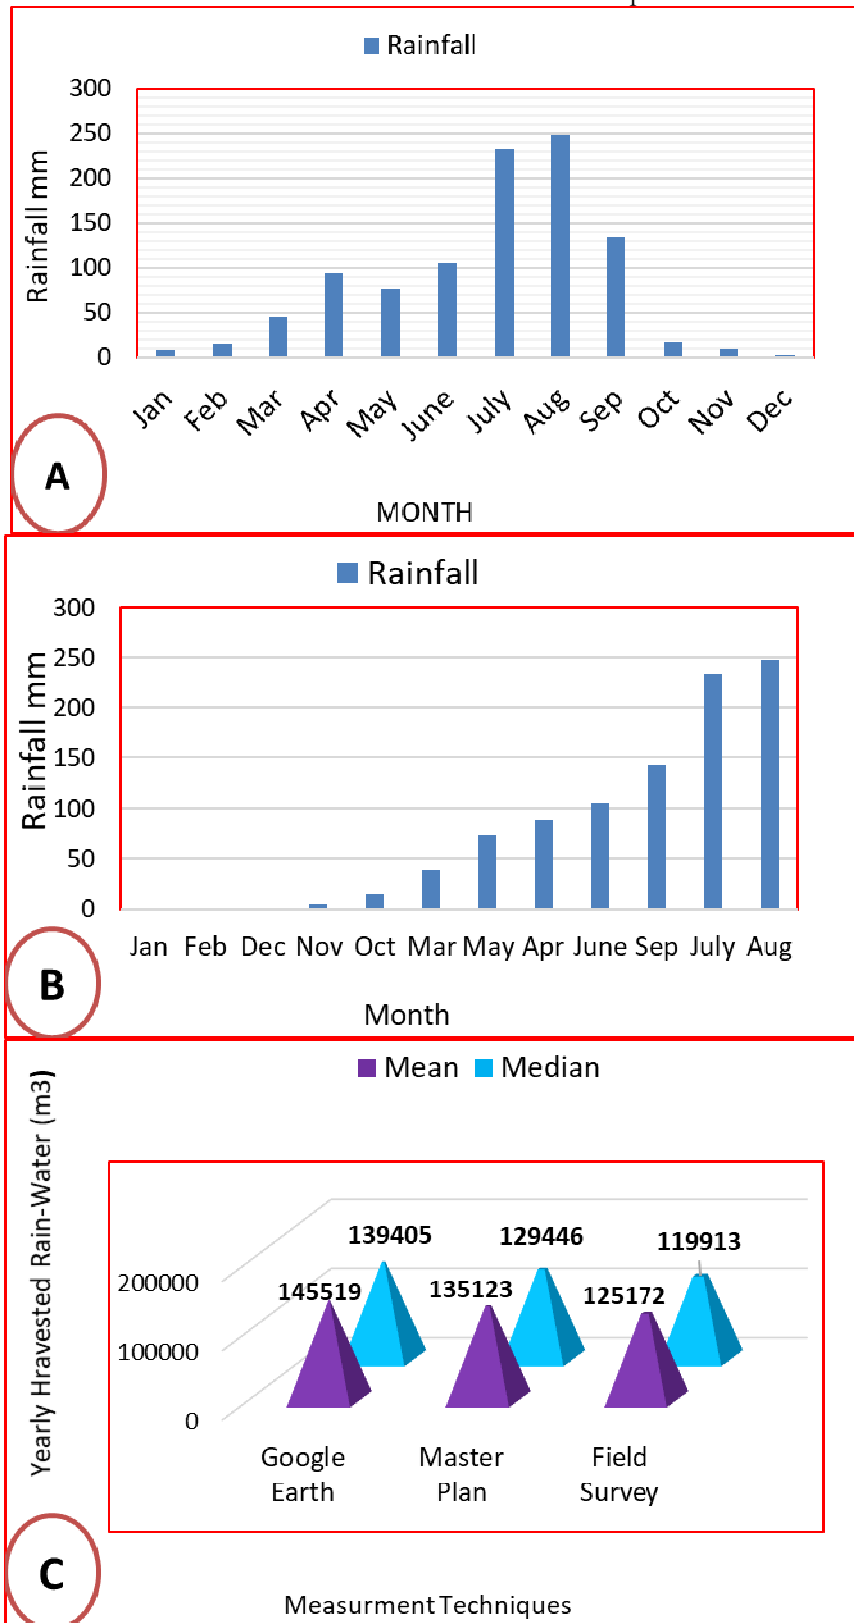 Rainfall
300
250
200
150
100
50
0
Rainfall mm
Jan Feb Mar Apr May June July Aug Sep Oct Nov Dec
A
MONTH
Rainfall
300
250
200
150
100
50
0
Rainfall mm
Jan Feb Dec Nov Oct Mar May Apr June Sep July Aug
B
Month
Mean Median
Yearly Hravested Rain-Water (m3)
139405 129446 119913
200000
145519 135123 125172
100000
0
Google Master Field
Earth Plan Survey
C
Measurment Techniques